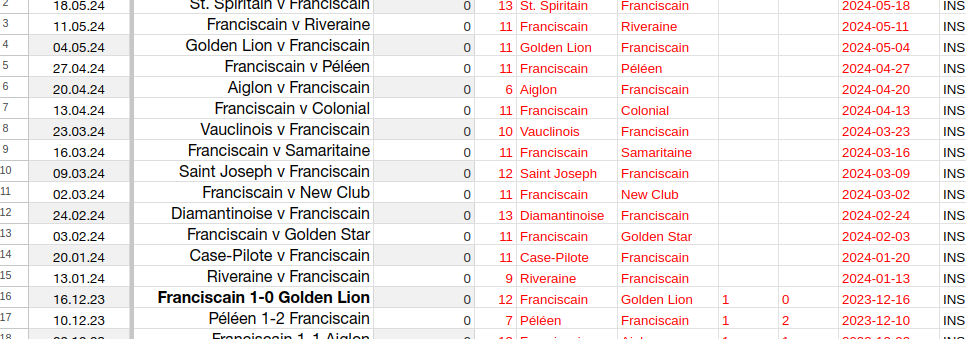 2 18.05.24 St. Spiritain v Franciscain 0 13 St. Spiritain Franciscain 2024-05-18 INS
3 11.05.24 Franciscain v Riveraine 0 11 Franciscain Riveraine 2024-05-11 INS
4 04.05.24 Golden Lion v Franciscain 0 11 Golden Lion Franciscain 2024-05-04 INS
5 27.04.24 Franciscain v Péléen 0 11 Franciscain Péléen 2024-04-27 INS
6 20.04.24 Aiglon v Franciscain 0 6 Aiglon Franciscain 2024-04-20 INS
7 13.04.24 Franciscain v Colonial 0 11 Franciscain Colonial 2024-04-13 INS
8 23.03.24 Vauclinois v Franciscain 0 10 Vauclinois Franciscain 2024-03-23 INS
9 16.03.24 Franciscain v Samaritaine 0 11 Franciscain Samaritaine 2024-03-16 INS
10 09.03.24 Saint Joseph v Franciscain 0 12 Saint Joseph Franciscain 2024-03-09 INS
11 02.03.24 Franciscain v New Club 0 11 Franciscain New Club 2024-03-02 INS
12 24.02.24 Diamantinoise v Franciscain 0 13 Diamantinoise Franciscain 2024-02-24 INS
13 03.02.24 Franciscain v Golden Star 0 11 Franciscain Golden Star 2024-02-03 INS
14 20.01.24 Case-Pilote v Franciscain 0 11 Case-Pilote Franciscain 2024-01-20 INS
15 13.01.24 Riveraine v Franciscain 0 9 Riveraine Franciscain 2024-01-13 INS
16 16.12.23 Franciscain 1-0 Golden Lion 0 12 Franciscain Golden Lion 1 0 2023-12-16 INS
17 10.12.23 Péléen 1-2 Franciscain 0 7 Péléen Franciscain 1 2 2023-12-10 INS
18 Franciscain 1-1 Aiglon